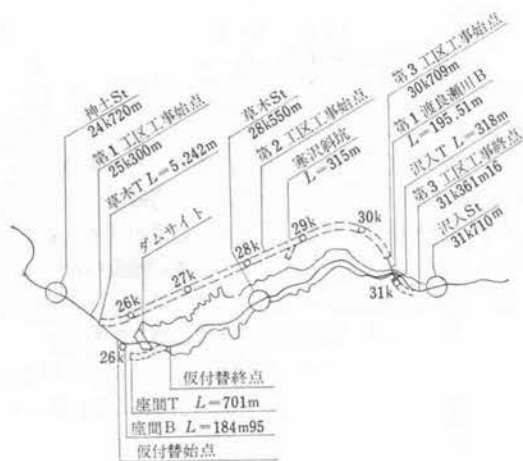 神土St
24k720m
第1工区工事始点
25k300m
草木T L=5,242m
ダムサイト
草木St
28k550m
第2工区工事始点
塞沢斜坑
L=315m
第3工区工事始点
30k709m
第1渡良瀬川B
L=195.51m
沢入T L=318m
第3工区工事終点
31k361m16
沢入St
31k710m
26k
27k
28k
29k
30k
31k
26k
仮付替終点
座間T L=701m
座間B L=184m95
仮付替始点